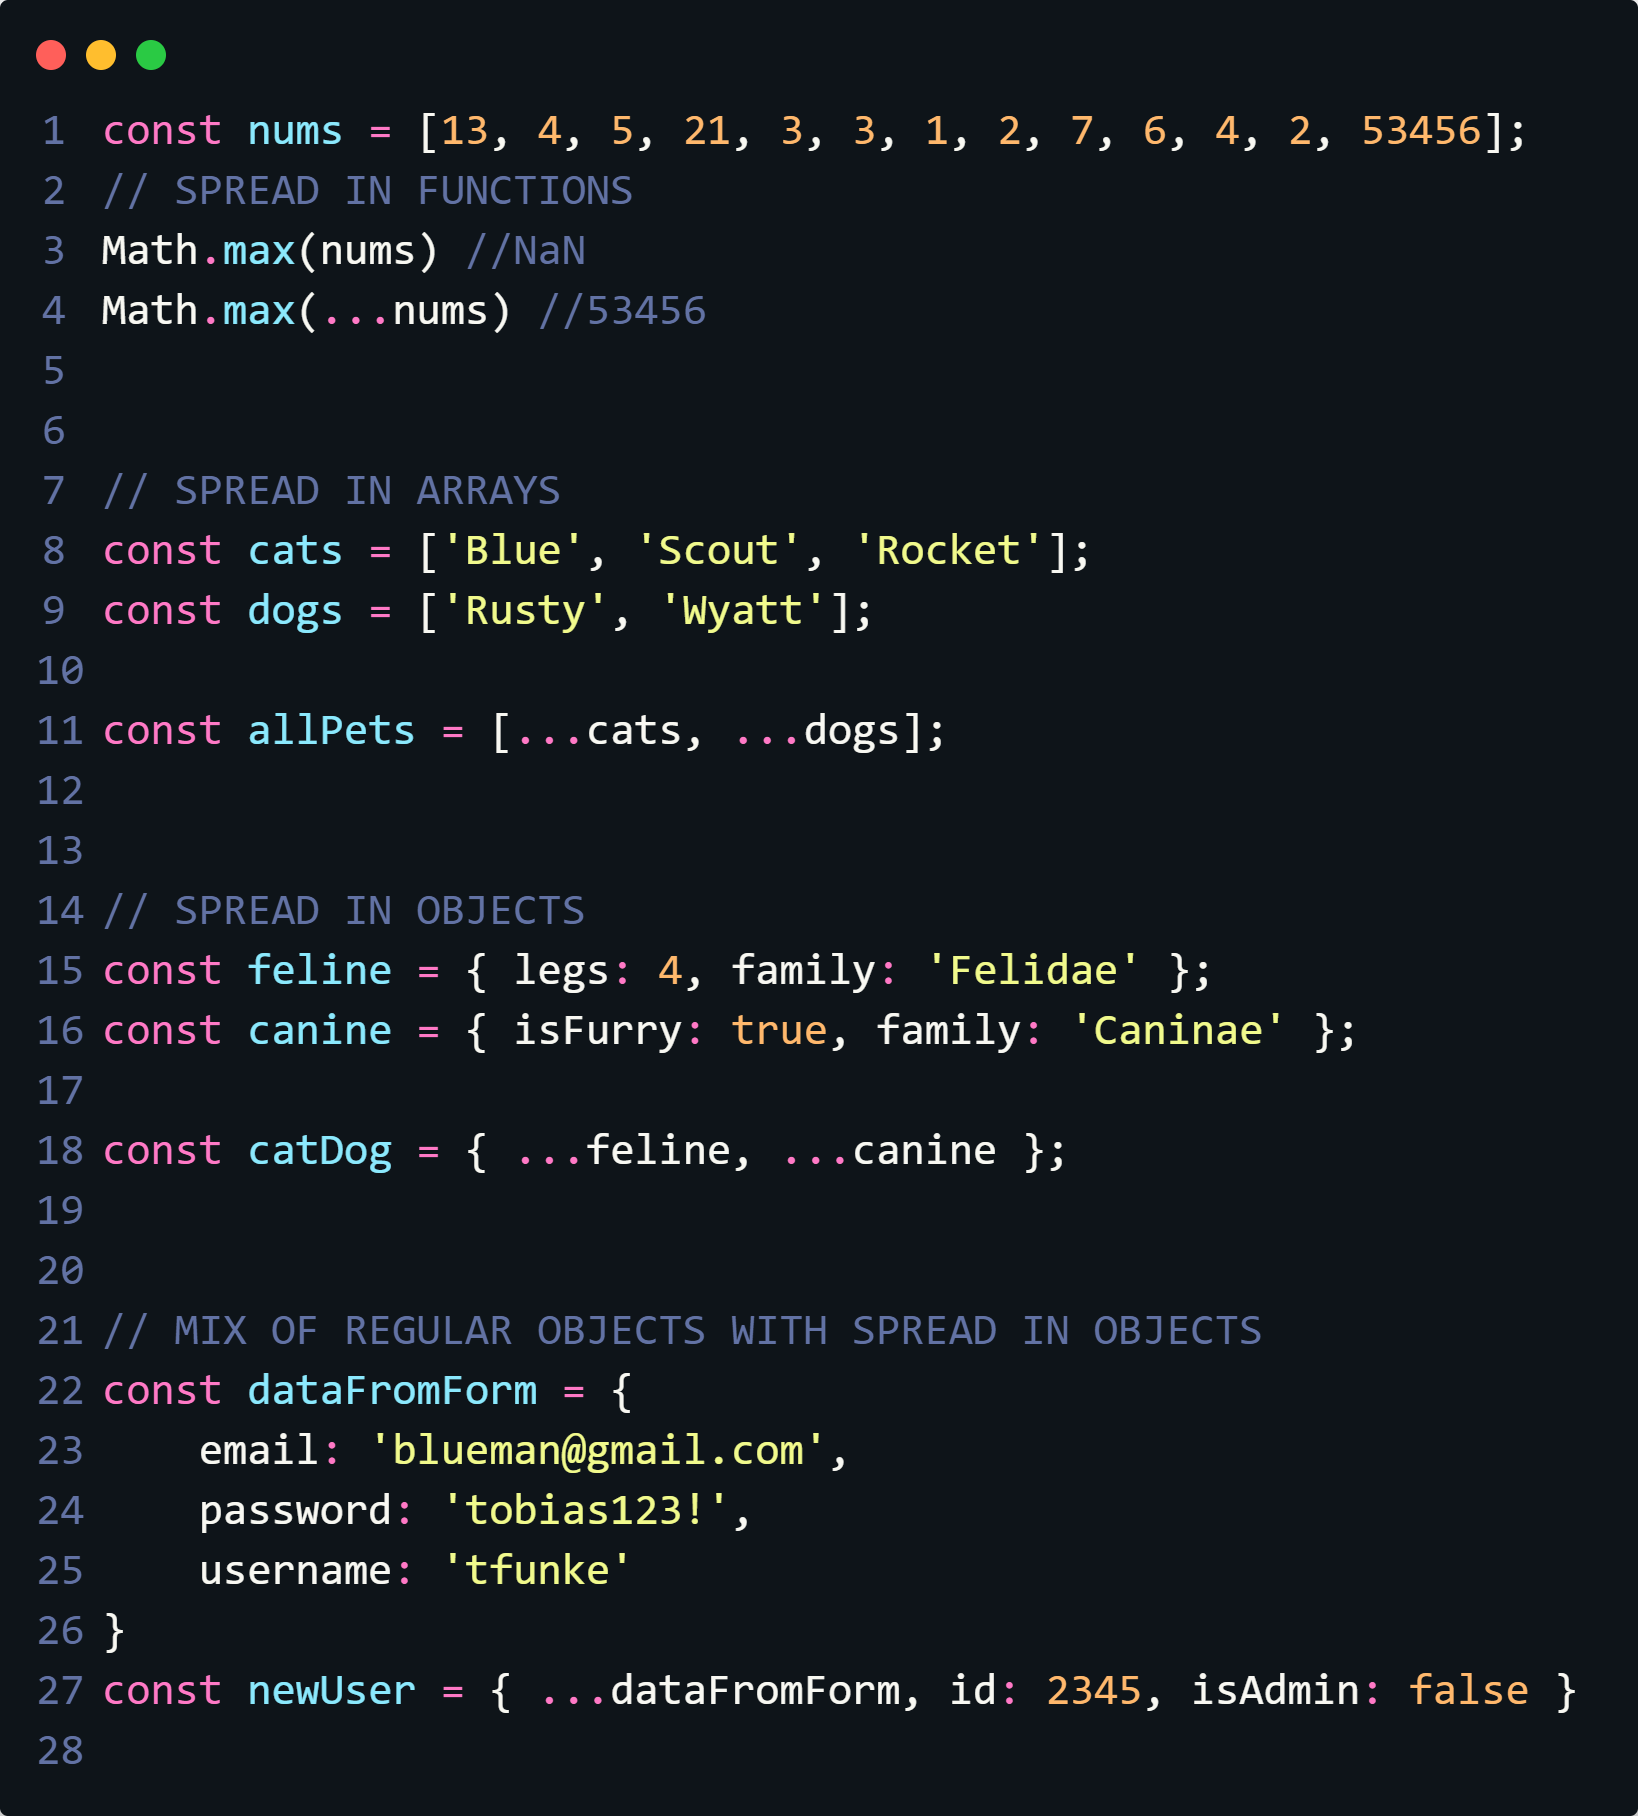 1 const nums = [13, 4, 5, 21, 3, 3, 1, 2, 7, 6, 4, 2, 53456];
2 // SPREAD IN FUNCTIONS
3 Math.max(nums) //NaN
4 Math.max(...nums) //53456
5
6
7 // SPREAD IN ARRAYS
8 const cats = ['Blue', 'Scout', 'Rocket'];
9 const dogs = ['Rusty', 'Wyatt'];
10
11 const allPets = [...cats, ...dogs];
12
13
14 // SPREAD IN OBJECTS
15 const feline = { legs: 4, family: 'Felidae' };
16 const canine = { isFurry: true, family: 'Caninae' };
17
18 const catDog = { ...feline, ...canine };
19
20
21 // MIX OF REGULAR OBJECTS WITH SPREAD IN OBJECTS
22 const dataFromForm = {
23     email: 'blueman@gmail.com',
24     password: 'tobias123!',
25     username: 'tfunke'
26 }
27 const newUser = { ...dataFromForm, id: 2345, isAdmin: false }
28